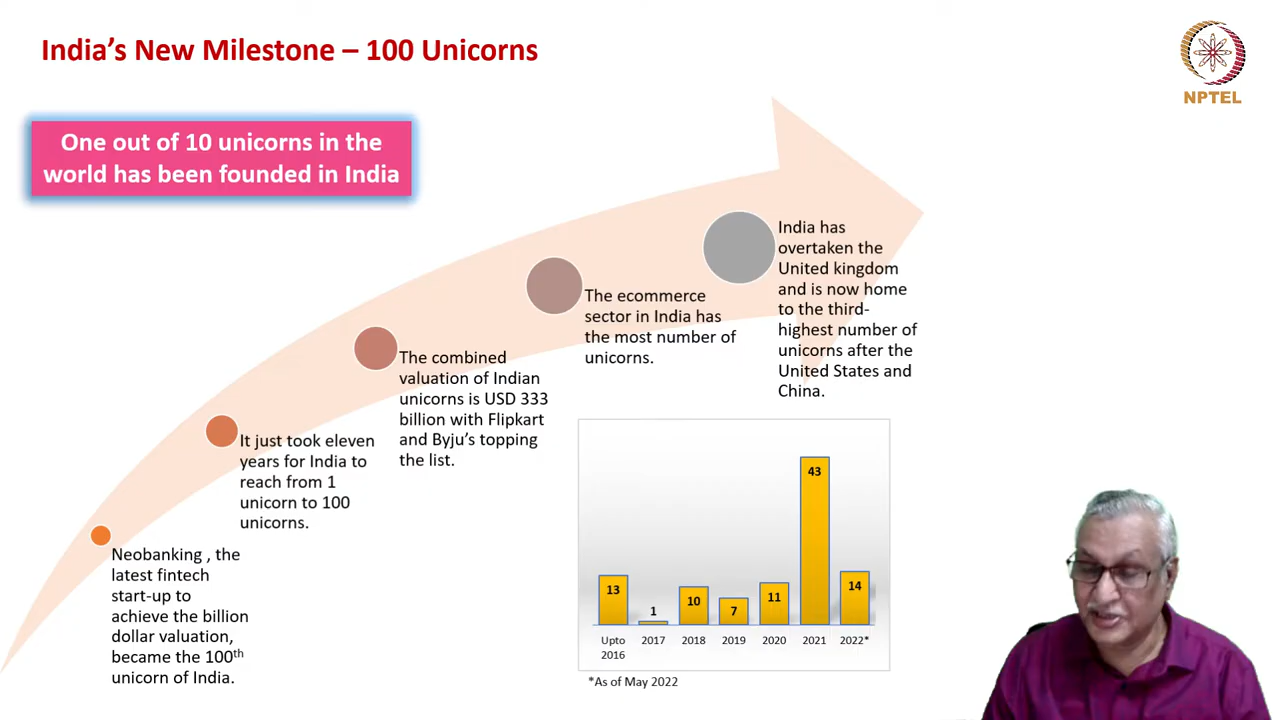 India's New Milestone – 100 Unicorns
NPTEL
One out of 10 unicorns in the
world has been founded in India
Neobanking , the
latest fintech
start-up to
achieve the billion
dollar valuation,
became the 100th
unicorn of India.
It just took eleven
years for India to
reach from 1
unicorn to 100
unicorns.
The combined
valuation of Indian
unicorns is USD 333
billion with Flipkart
and Byju's topping
the list.
The ecommerce
sector in India has
the most number of
unicorns.
India has
overtaken the
United kingdom
and is now home
to the third-
highest number of
unicorns after the
United States and
China.
13
1
10
7
11
43
14
Upto
2016
2017
2018
2019
2020
2021
2022*
*As of May 2022